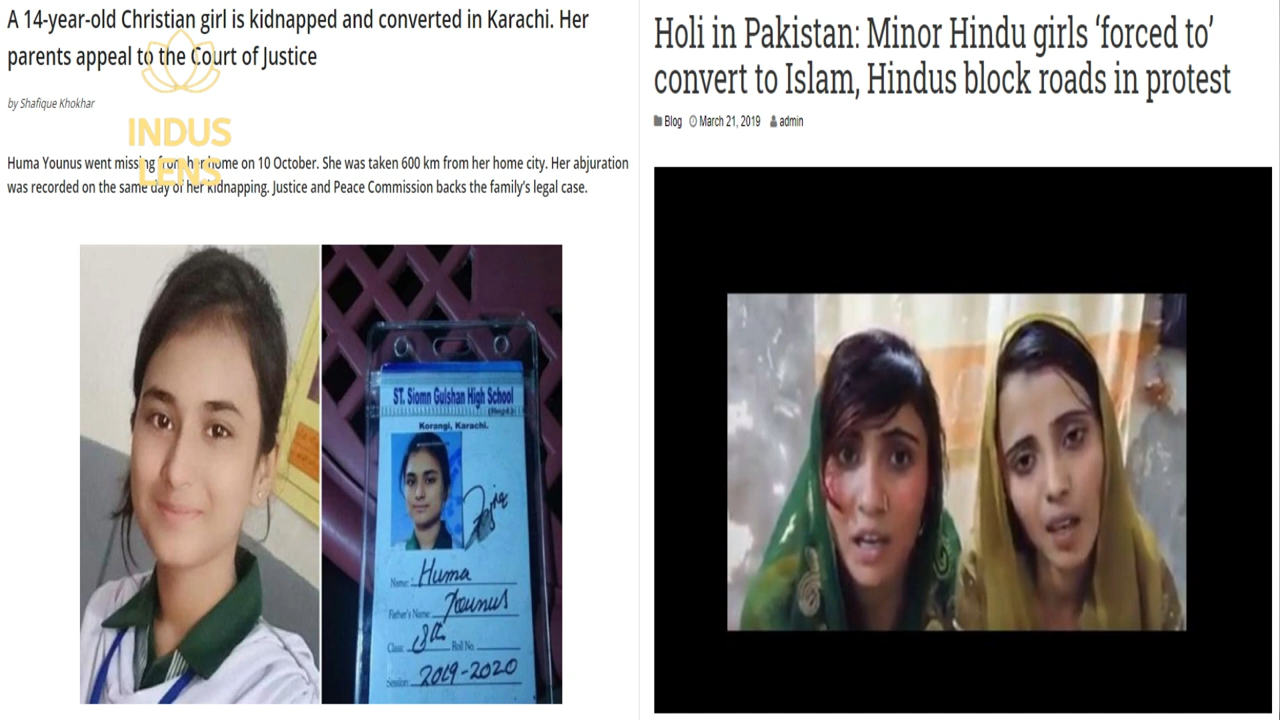 A 14-year-old Christian girl is kidnapped and converted in Karachi. Her
parents appeal to the Court of Justice
by Shafique Khokhar
INDUS
LENS
Huma Younus went missing from her home on 10 October. She was taken 600 km from her home city. Her abjuration
was recorded on the same day of her kidnapping. Justice and Peace Commission backs the family's legal case.
ST. Siomn Gulshan High School
(Regd.)
Korangi, Karachi.
Name: Huma
Father's Name: Younus
Class: 8th Roll No.
Session: 2019-2020
Holi in Pakistan: Minor Hindu girls ‘forced to’
convert to Islam, Hindus block roads in protest
Blog March 21, 2019 admin